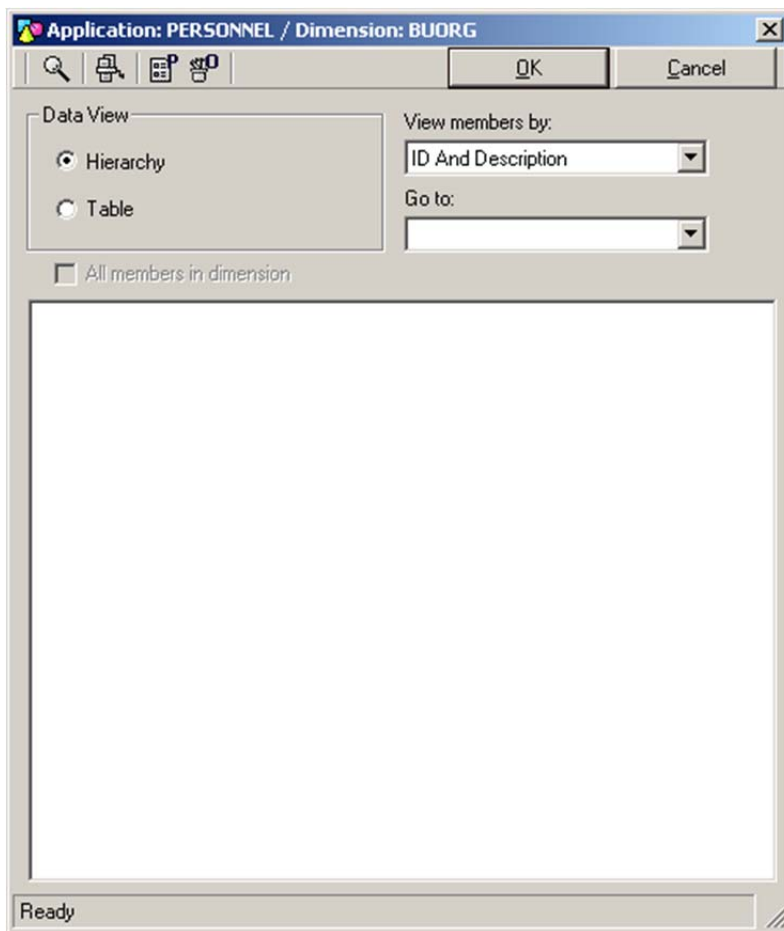 Application: PERSONNEL / Dimension: BUORG
P O OK Cancel
Data View
View members by:
Hierarchy
ID And Description
Go to:
Table
All members in dimension
Ready